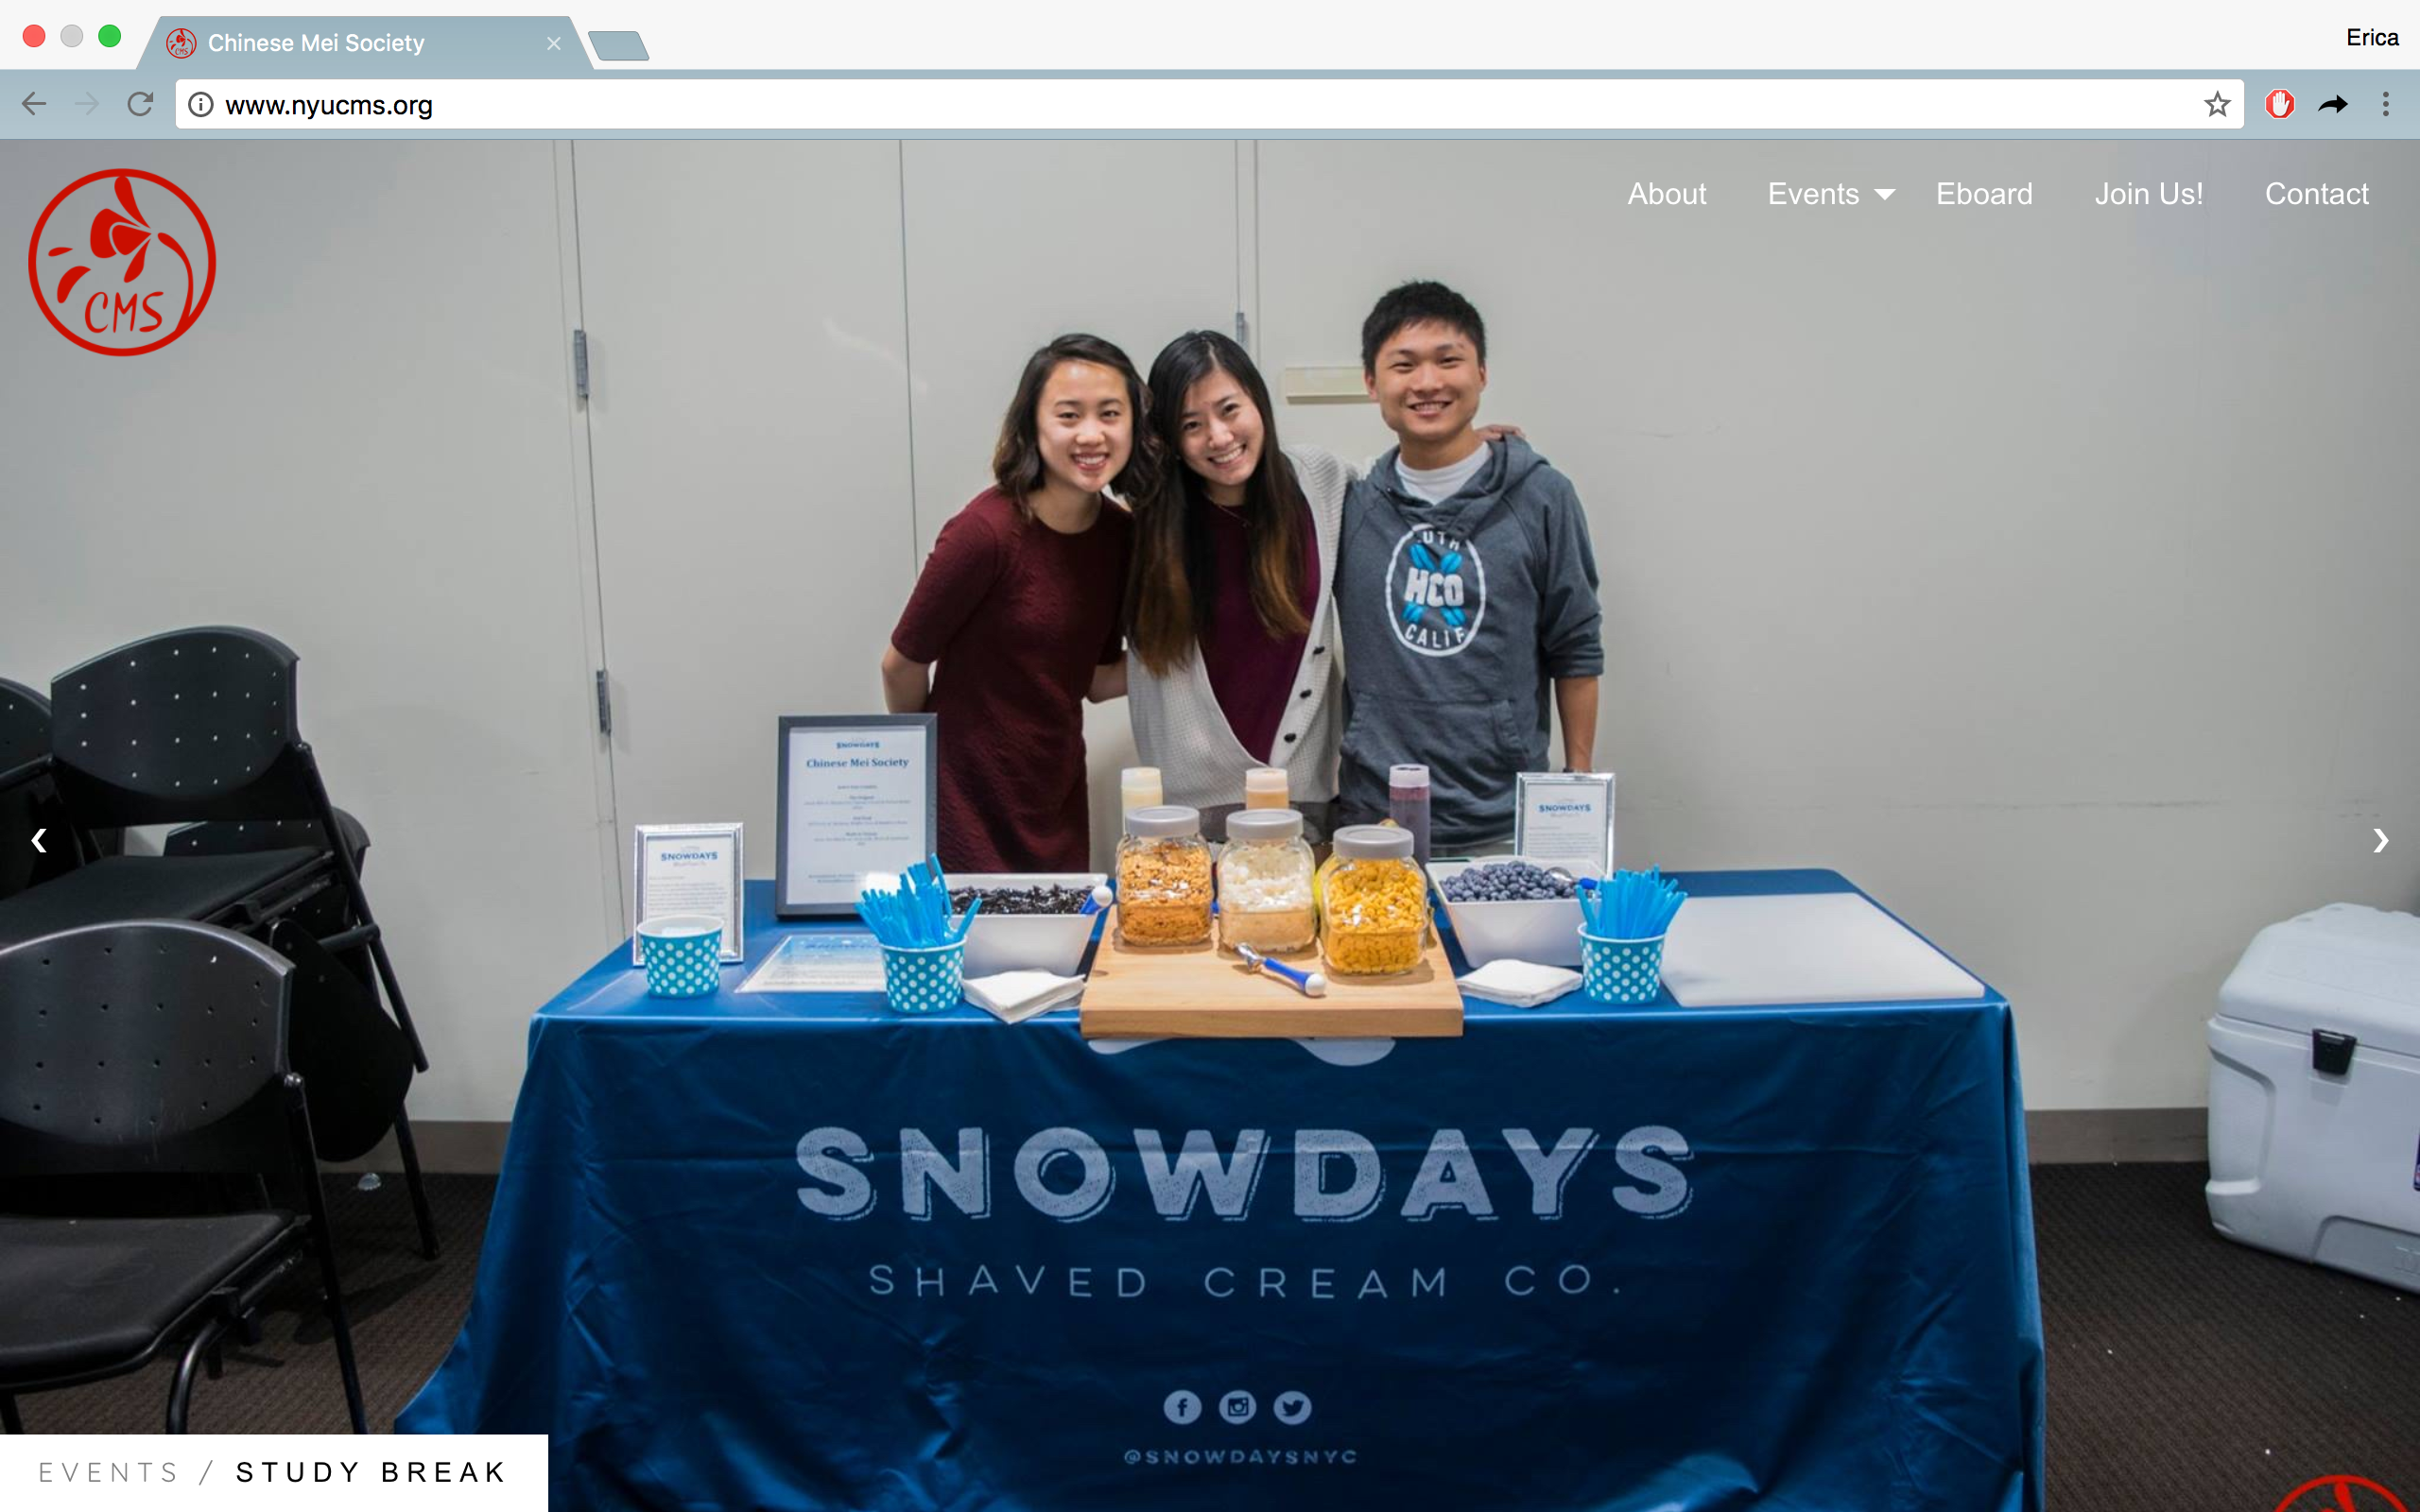 Chinese Mei Society
Erica
www.nyucms.org
About Events Eboard Join Us! Contact
CMS
HCO
CALIF
SNOWDAYS
Chinese Mei Society
SNOWDAYS
SNOWDAYS
SNOWDAYS
SHAVED CREAM CO.
@SNOWDAYSNYC
EVENTS / STUDY BREAK